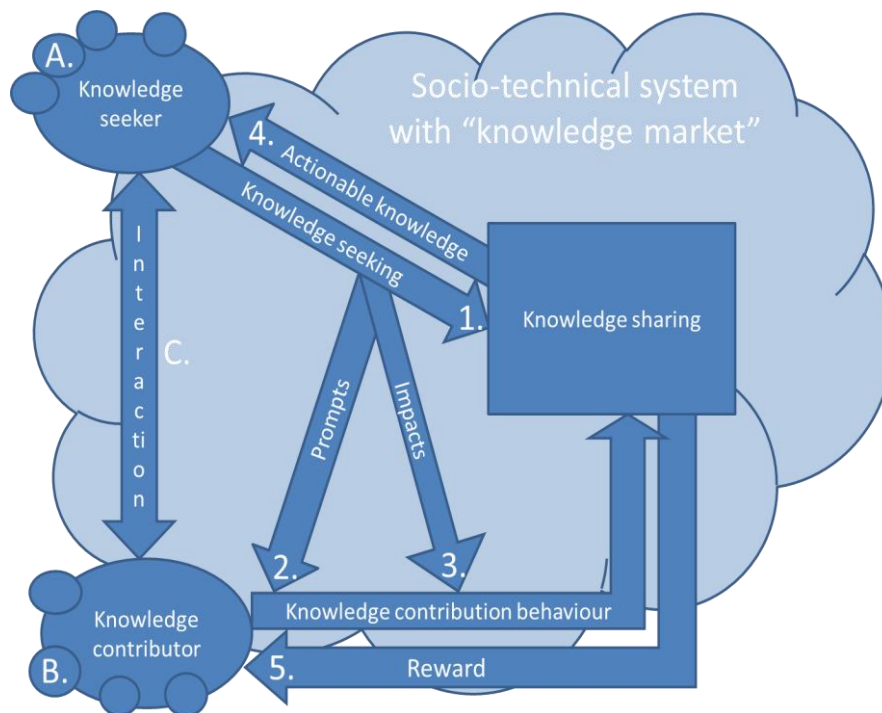 A.
Knowledge
seeker
Socio-technical system
with “knowledge market”
4.
Actionable knowledge
Knowledge seeking
1.
Knowledge sharing
Interaction
C.
Prompts
Impacts
2.
3.
Knowledge contribution behaviour
Knowledge
contributor
B.
5.
Reward